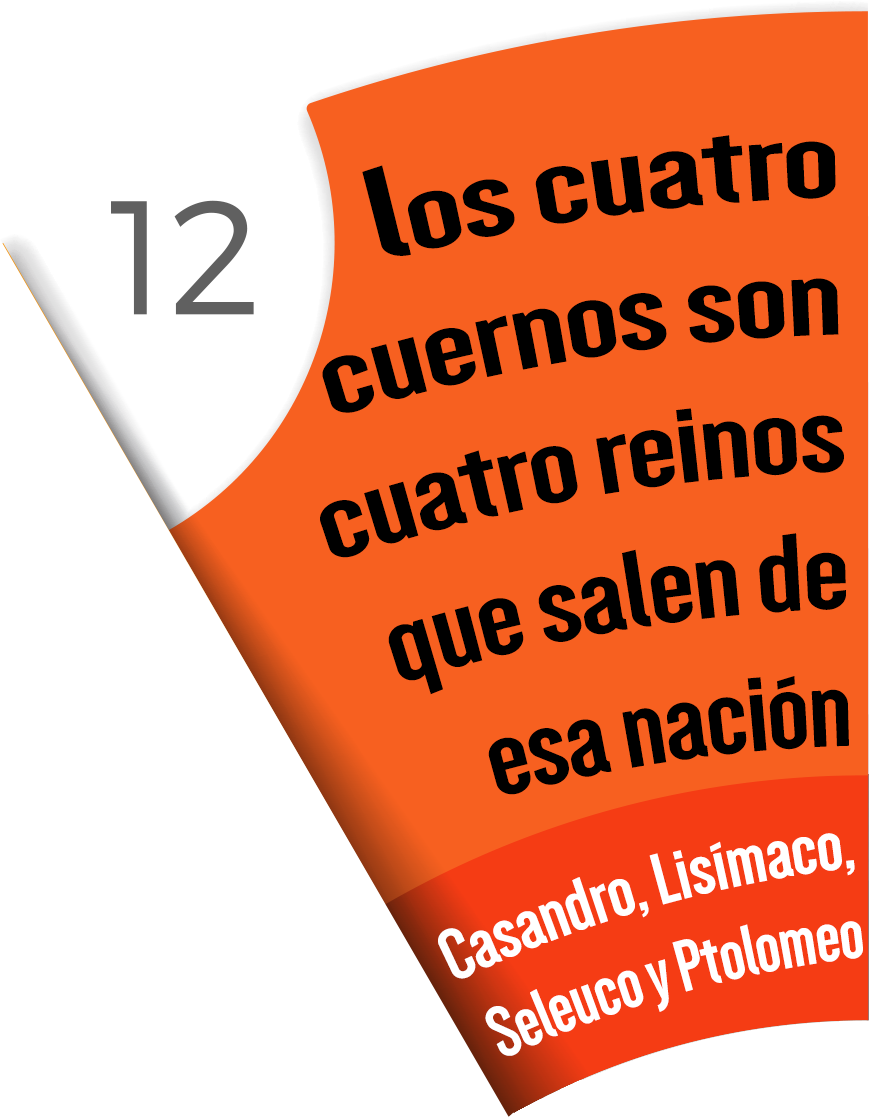 12
los cuatro
cuernos son
cuatro reinos
que salen de
esa nación
Casandro, Lisímaco,
Seleuco y Ptolomeo